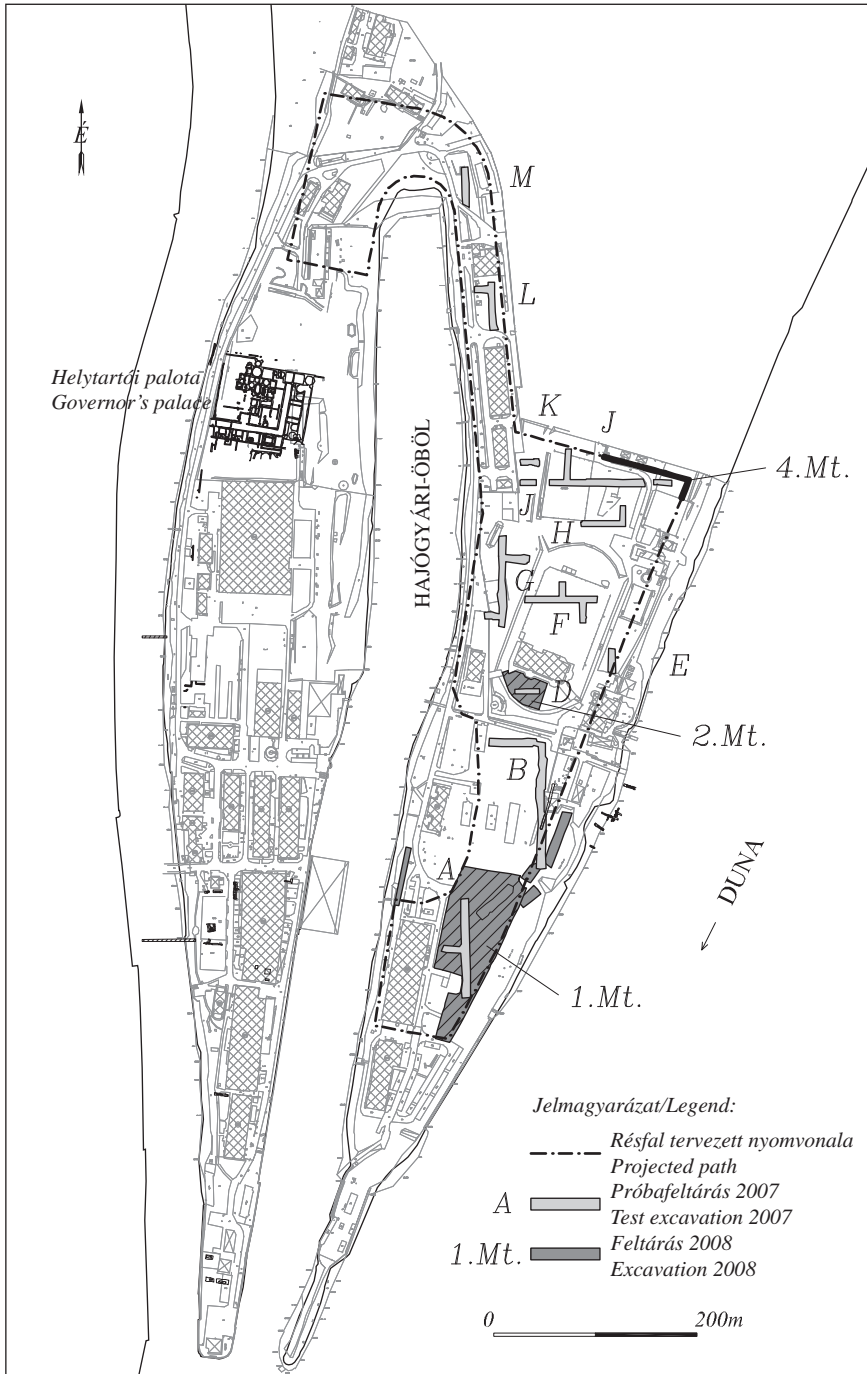 É
M
L
Helytartói palota
Governor's palace
K
J
4.Mt.
HAJÓGYÁRI-ÖBÖL
J
H
G
F
E
D
2.Mt.
B
A
DUNA
1.Mt.
Jelmagyarázat/Legend:
Résfal tervezett nyomvonala
Projected path
A
Próbafeltárás 2007
Test excavation 2007
1.Mt.
Feltárás 2008
Excavation 2008
0
200m